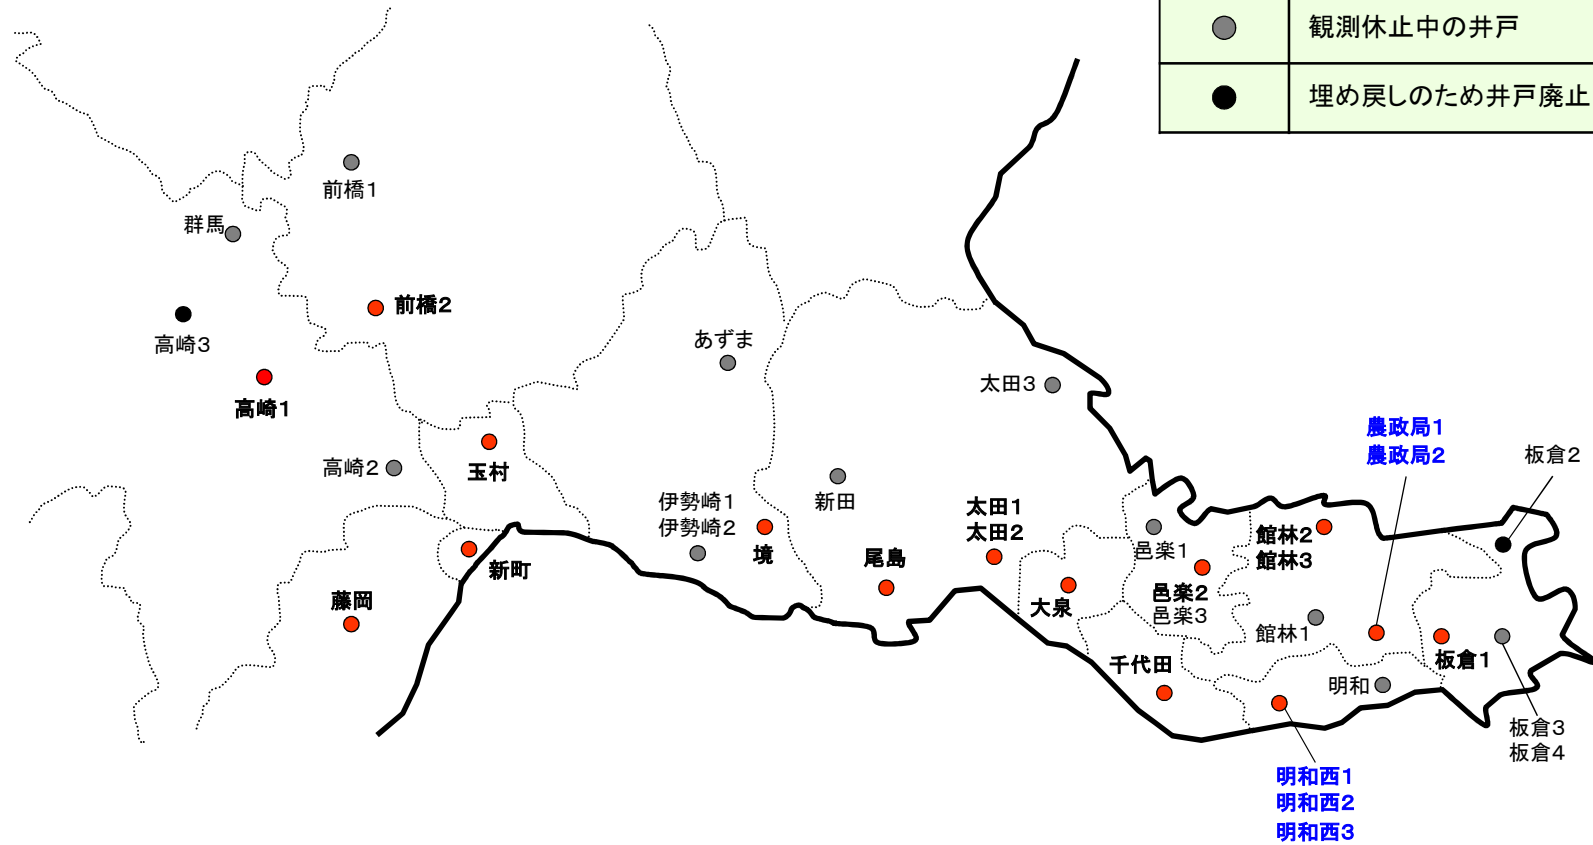 観測休止中の井戸
埋め戻しのため井戸廃止
前橋1
群馬
前橋2
高崎3
高崎1
あずま
太田3
高崎2
玉村
農政局1
農政局2
板倉2
伊勢崎1
伊勢崎2
境
新田
太田1
太田2
尾島
邑楽1
館林2
館林3
新町
藤岡
大泉
邑楽2
邑楽3
館林1
千代田
板倉1
明和
板倉3
板倉4
明和西1
明和西2
明和西3